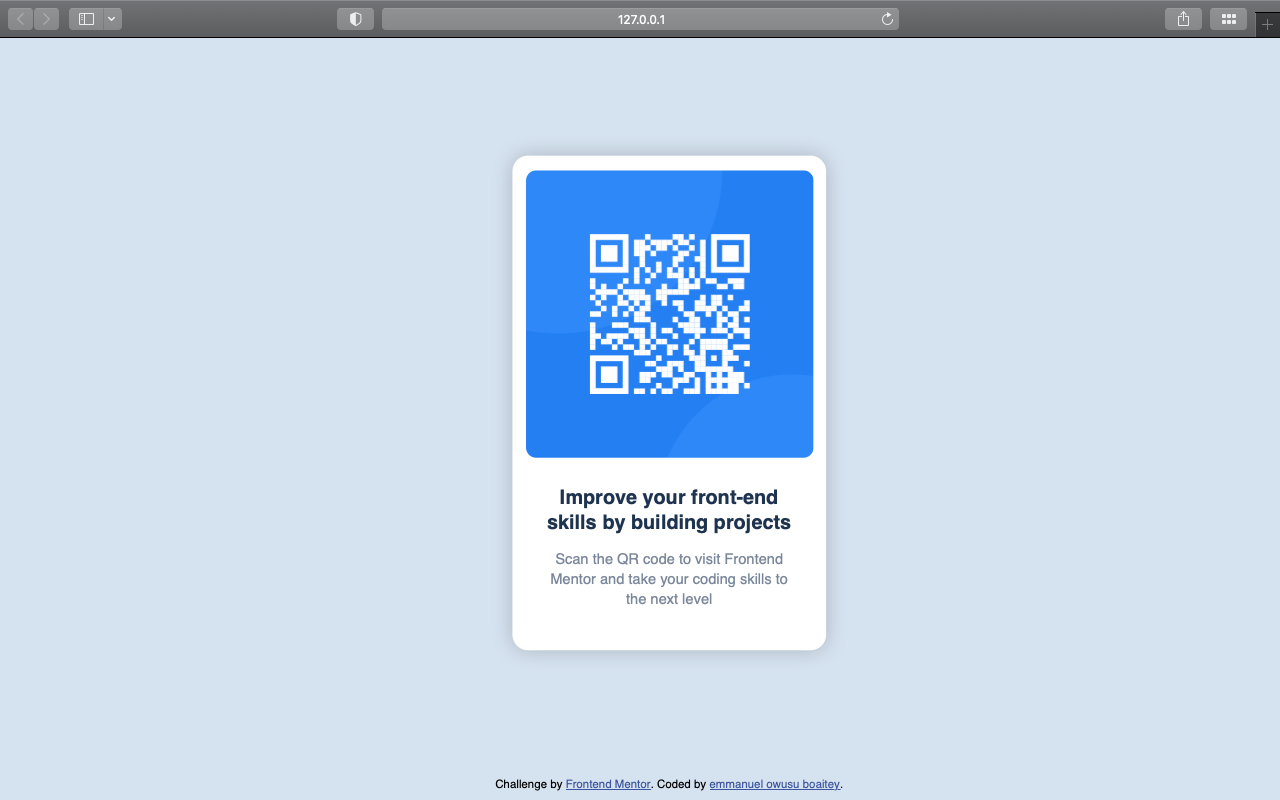 127.0.0.1
Improve your front-end
skills by building projects
Scan the QR code to visit Frontend
Mentor and take your coding skills to
the next level
Challenge by Frontend Mentor. Coded by emmanuel owusu boaitey.